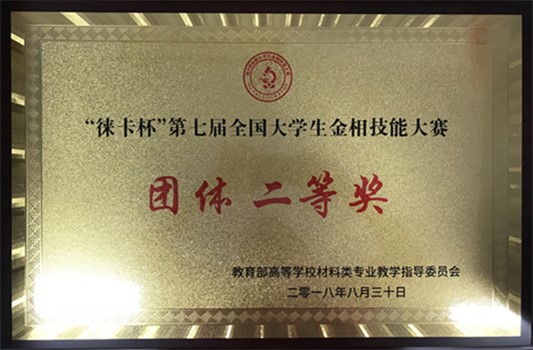 “徕卡杯”第七届全国大学生金相技能大赛
团体 二等奖
教育部高等学校材料类专业教学指导委员会
二零一八年八月三十日